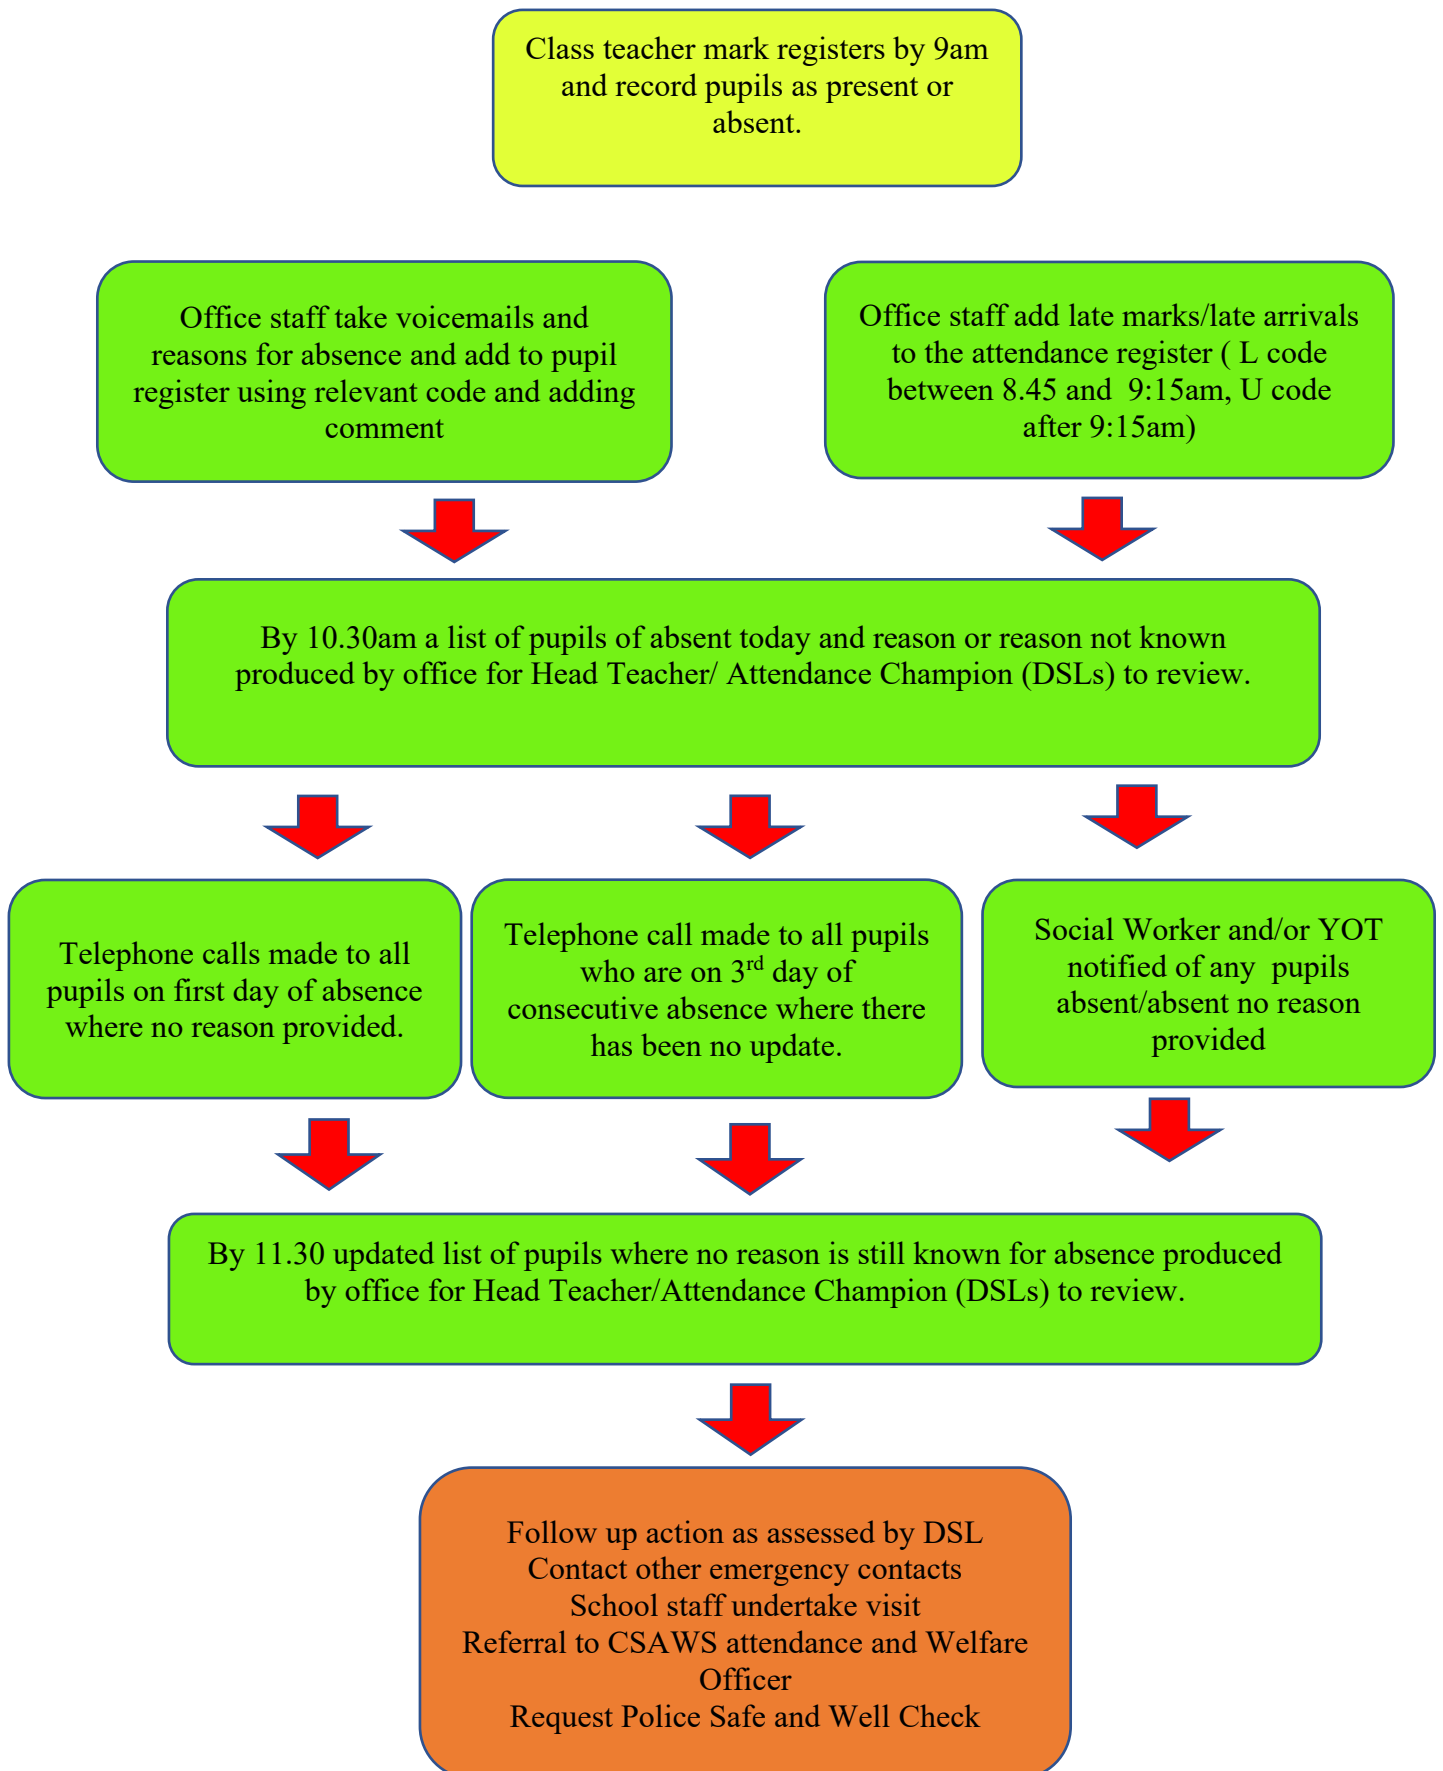 Class teacher mark registers by 9am
and record pupils as present or
absent.
Office staff take voicemails and
reasons for absence and add to pupil
register using relevant code and adding
comment
Office staff add late marks/late arrivals
to the attendance register ( L code
between 8.45 and  9:15am, U code
after 9:15am)
By 10.30am a list of pupils of absent today and reason or reason not known
produced by office for Head Teacher/ Attendance Champion (DSLs) to review.
Telephone calls made to all
pupils on first day of absence
where no reason provided.
Telephone call made to all pupils
who are on 3rd day of
consecutive absence where there
has been no update.
Social Worker and/or YOT
notified of any  pupils
absent/absent no reason
provided
By 11.30 updated list of pupils where no reason is still known for absence produced
by office for Head Teacher/Attendance Champion (DSLs) to review.
Follow up action as assessed by DSL
Contact other emergency contacts
School staff undertake visit
Referral to CSAWS attendance and Welfare
Officer
Request Police Safe and Well Check